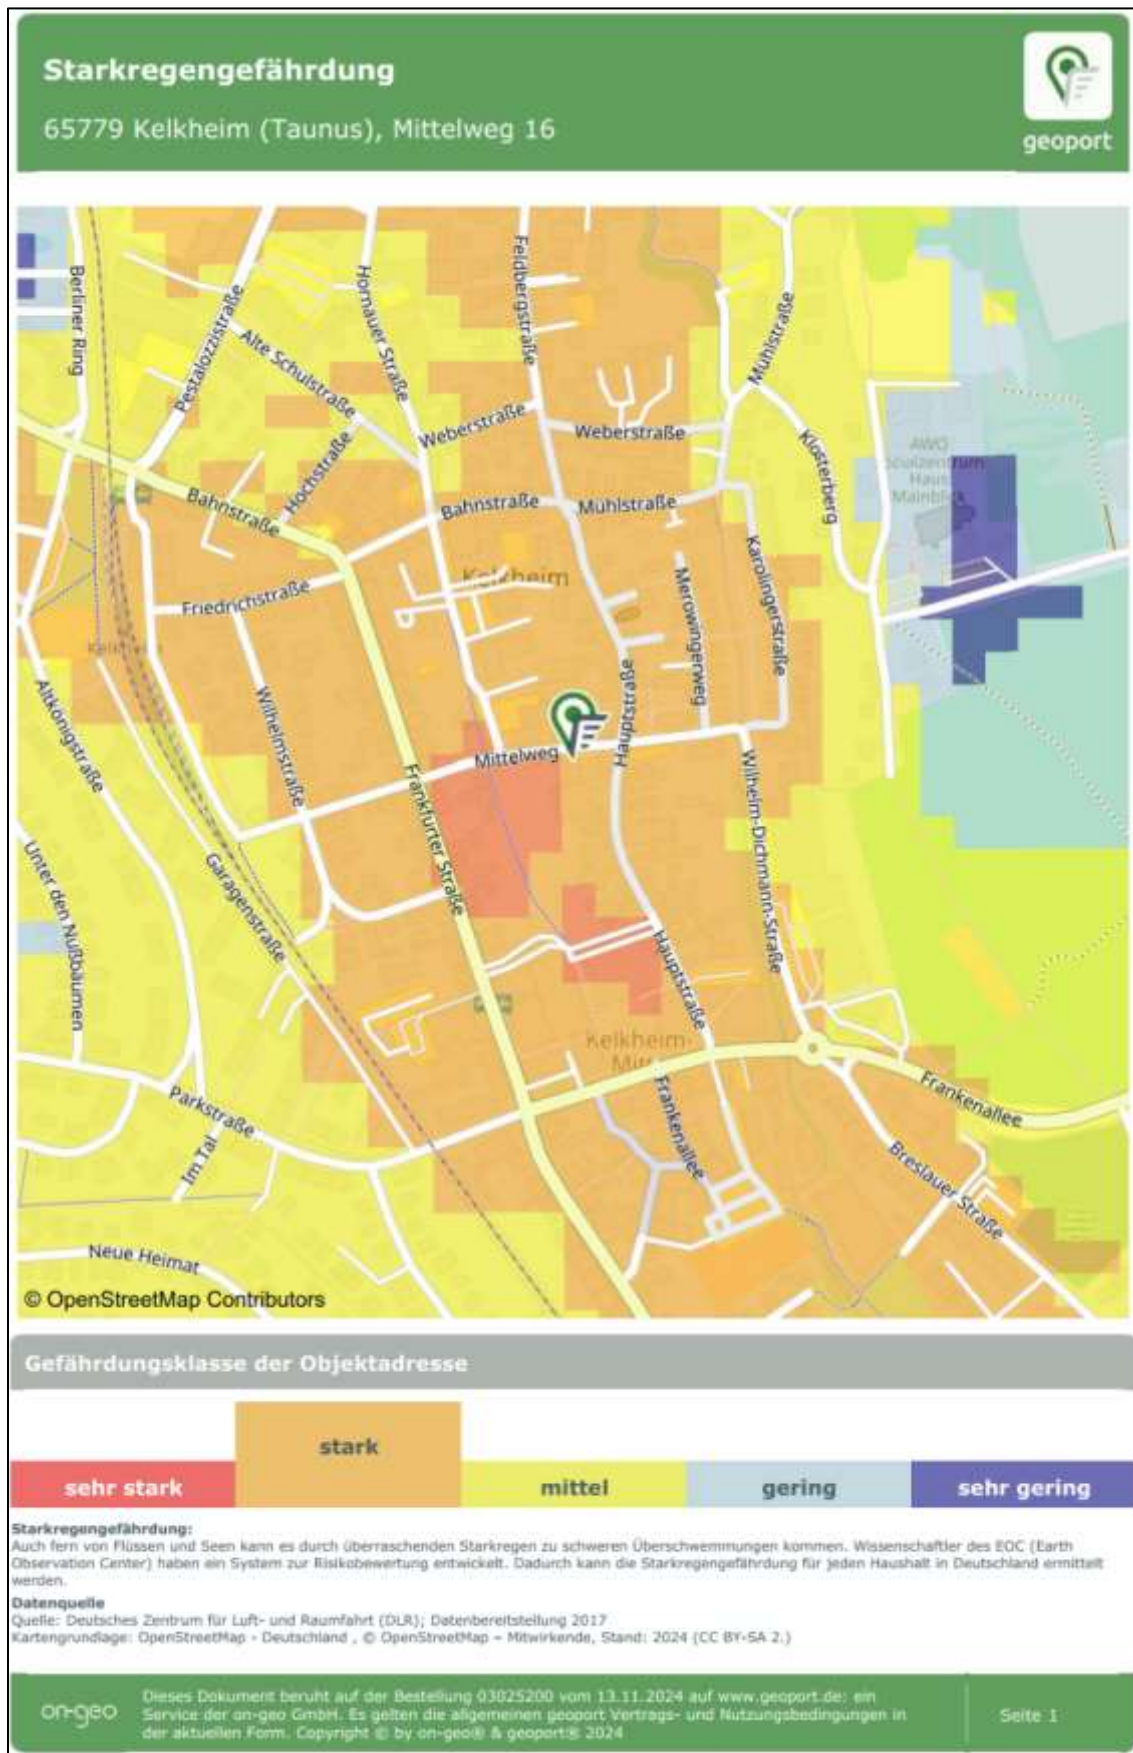 Starkregengefährdung
65779 Kelkheim (Taunus), Mittelweg 16
geoport
Berliner Ring
Pestalozzistraße
Alte Schulstraße
Hornauer Straße
Feldbergstraße
Mühlstraße
Hochstraße
Weberstraße
Weberstraße
Klosterberg
AWO
Haus
Mainblick
Bahnstraße
Bahnstraße
Mühlstraße
Karolingerstraße
Kelkheim
Merowingerweg
Friedrichstraße
Wilhelmstraße
Altkönigstraße
Hauptstraße
Mittelweg
Frankfurter Straße
Wilhelm-Dichmann-Straße
Garagenstraße
Unter den Nußbäumen
Hauptstraße
Kelkheim-
Parkstraße
Im Tal
Frankenallee
Frankenallee
Breslauer Straße
Neue Heimat
© OpenStreetMap Contributors
Gefährdungsklasse der Objektadresse
stark
sehr stark
mittel
gering
sehr gering
Starkregengefährdung:
Auch fern von Flüssen und Seen kann es durch überraschenden Starkregen zu schweren Überschwemmungen kommen. Wissenschaftler des EOC (Earth
Observation Center) haben ein System zur Risikobewertung entwickelt. Dadurch kann die Starkregengefährdung für jeden Haushalt in Deutschland ermittelt
werden.
Datenquelle
Quelle: Deutsches Zentrum für Luft- und Raumfahrt (DLR); Datenbereitstellung 2017
Kartengrundlage: OpenStreetMap - Deutschland , © OpenStreetMap – Mitwirkende, Stand: 2024 (CC BY-SA 2.)
on-geo
Dieses Dokument beruht auf der Bestellung 03025200 vom 13.11.2024 auf www.geoport.de: ein
Service der on-geo GmbH. Es gelten die allgemeinen geoport Vertrags- und Nutzungsbedingungen in
der aktuellen Form. Copyright © by on-geo® & geoport® 2024
Seite 1